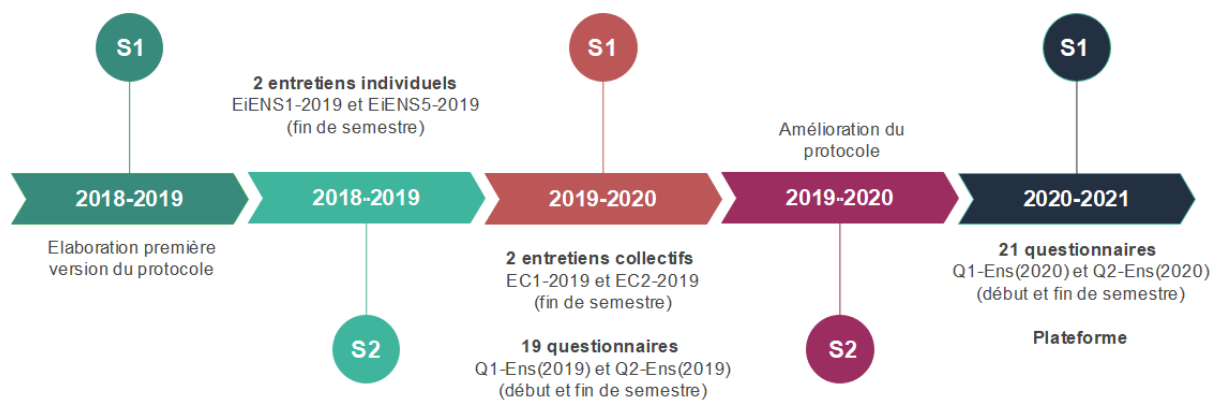 S1
S1
S1
2 entretiens individuels
EiENS1-2019 et EiENS5-2019
(fin de semestre)
Amélioration du
protocole
2018-2019
2018-2019
2019-2020
2019-2020
2020-2021
Elaboration première
version du protocole
2 entretiens collectifs
EC1-2019 et EC2-2019
(fin de semestre)
19 questionnaires
Q1-Ens(2019) et Q2-Ens(2019)
(début et fin de semestre)
21 questionnaires
Q1-Ens(2020) et Q2-Ens(2020)
(début et fin de semestre)
Plateforme
S2
S2